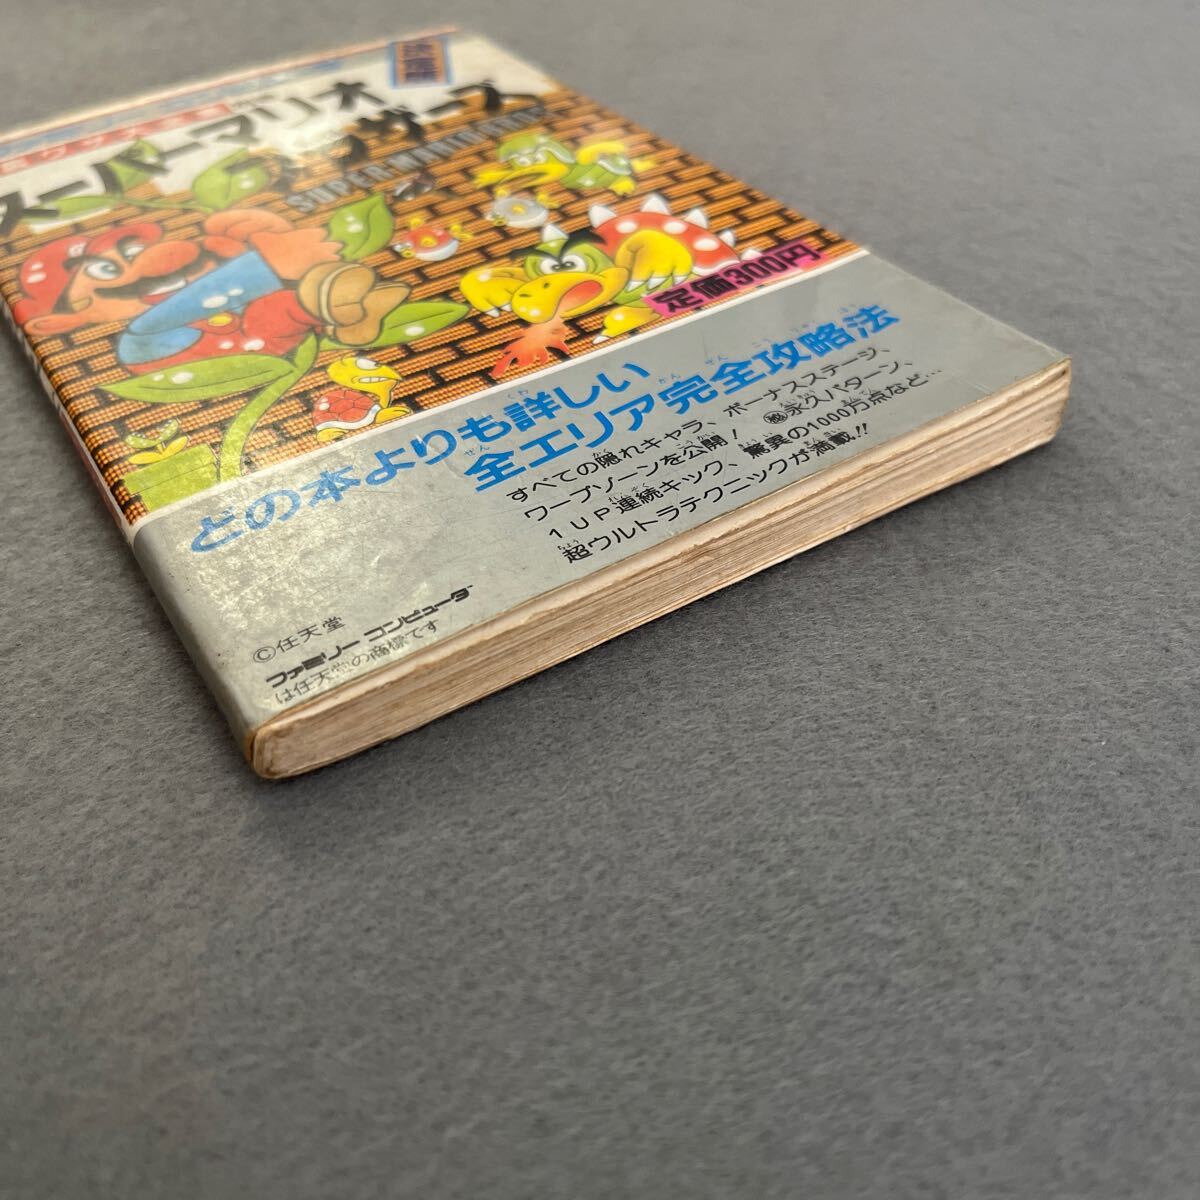 決定版
スーパーマリオ
ブラザーズ
SUPER MARIOBROS.
定価300円
どの本よりも詳しい
全エリア完全攻略法
すべての隠れキャラ、ボーナスステージ、
ワープゾーンを公開！ ㊙永久パターン、
1UP連続キック、驚異の1000万点など…
超ウルトラテクニックが満載!!
©任天堂
ファミリーコンピュータ
は任天堂の商標です